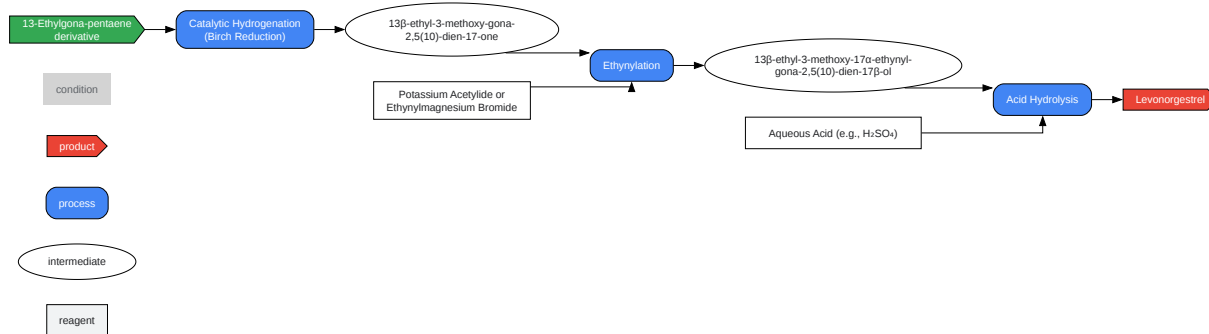 13-Ethylgona-pentaene
derivative
Catalytic Hydrogenation
(Birch Reduction)
13β-ethyl-3-methoxy-gona-
2,5(10)-dien-17-one
Ethynylation
Potassium Acetylide or
Ethynylmagnesium Bromide
13β-ethyl-3-methoxy-17α-ethynyl-
gona-2,5(10)-dien-17β-ol
Acid Hydrolysis
Aqueous Acid (e.g., H₂SO₄)
Levonorgestrel
condition
product
process
intermediate
reagent